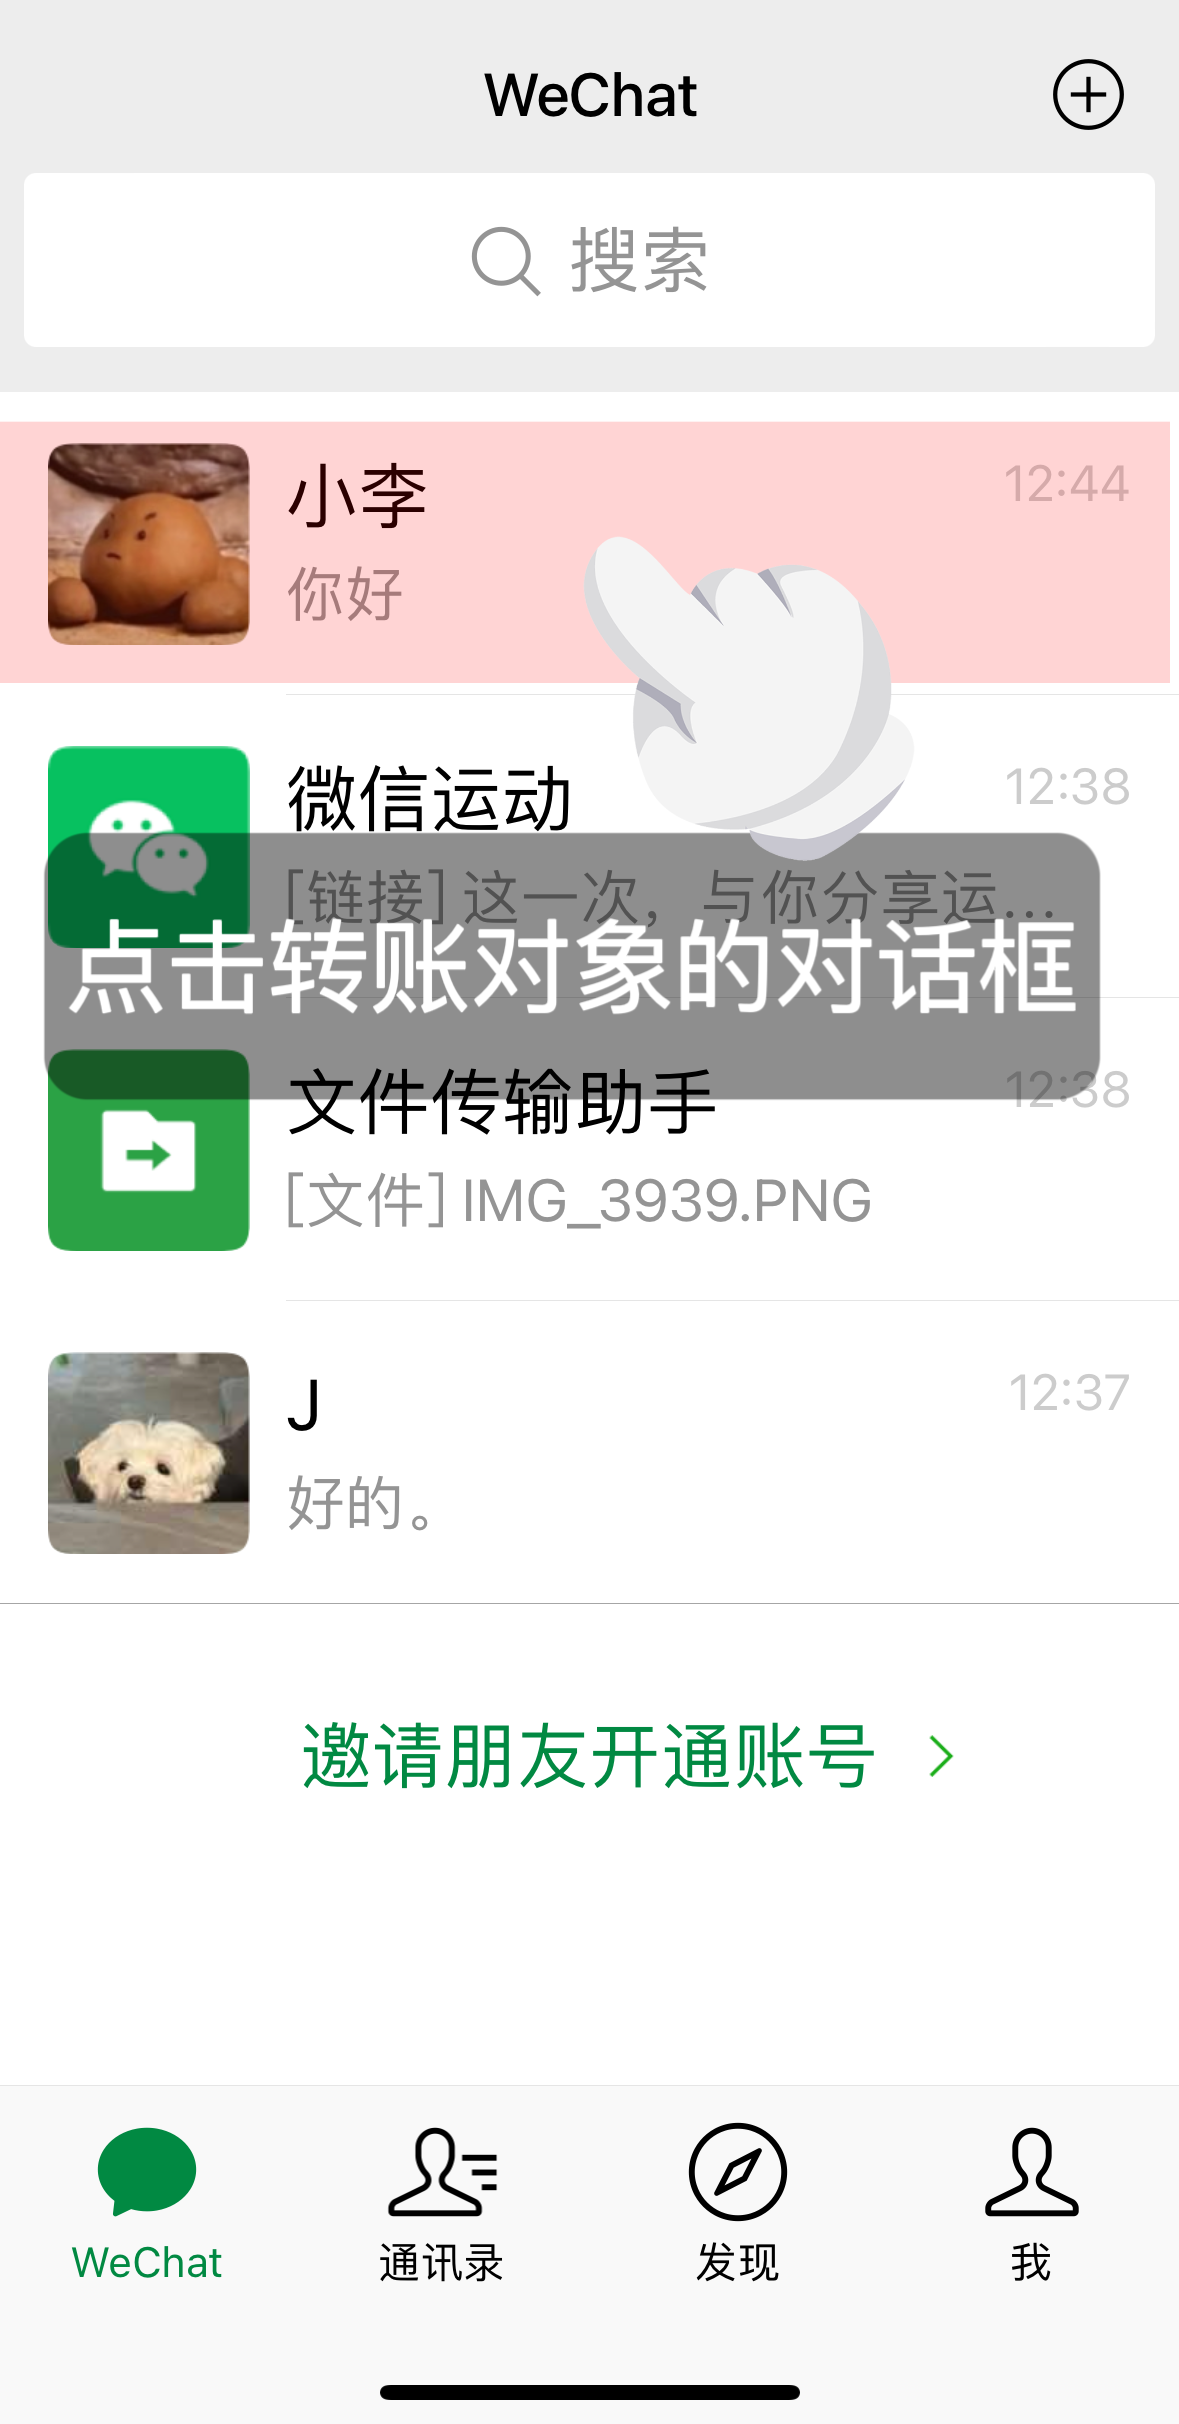 WeChat
搜索
小李
12:44
你好
微信运动
12:38
[链接] 这一次，与你分享运...
点击转账对象的对话框
文件传输助手
12:38
[文件] IMG_3939.PNG
J
12:37
好的。
邀请朋友开通账号
WeChat
通讯录
发现
我